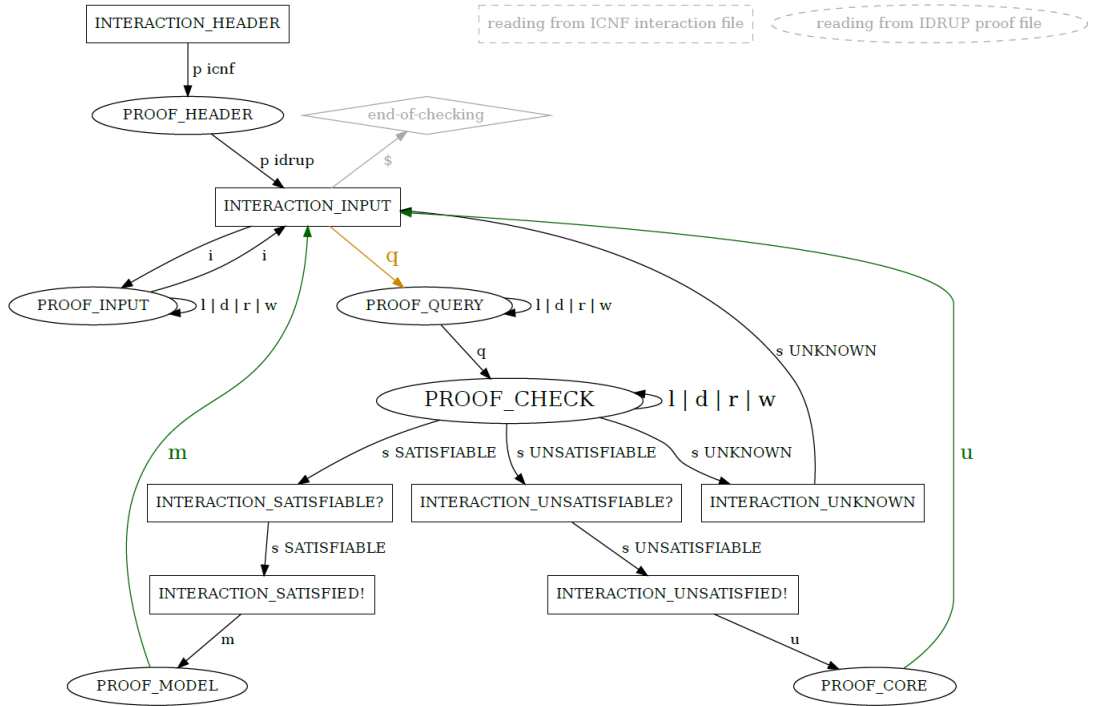 INTERACTION_HEADER
reading from ICNF interaction file
reading from IDRUP proof file
p icnf
PROOF_HEADER
end-of-checking
p idrup
$
INTERACTION_INPUT
i
i
q
PROOF_INPUT
l | d | r | w
PROOF_QUERY
l | d | r | w
q
s UNKNOWN
PROOF_CHECK
l | d | r | w
m
s SATISFIABLE
s UNSATISFIABLE
s UNKNOWN
u
INTERACTION_SATISFIABLE?
INTERACTION_UNSATISFIABLE?
INTERACTION_UNKNOWN
s SATISFIABLE
s UNSATISFIABLE
INTERACTION_SATISFIED!
INTERACTION_UNSATISFIED!
m
u
PROOF_MODEL
PROOF_CORE